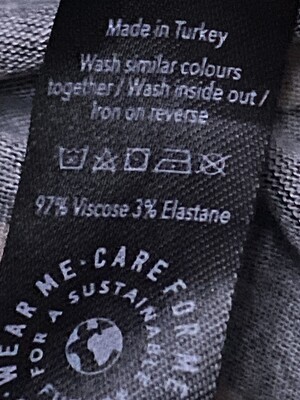 Made in Turkey
Wash similar colours
together / Wash inside out /
Iron on reverse
97% Viscose 3% Elastane
WEAR ME · CARE FOR ME
FOR A SUSTAINA